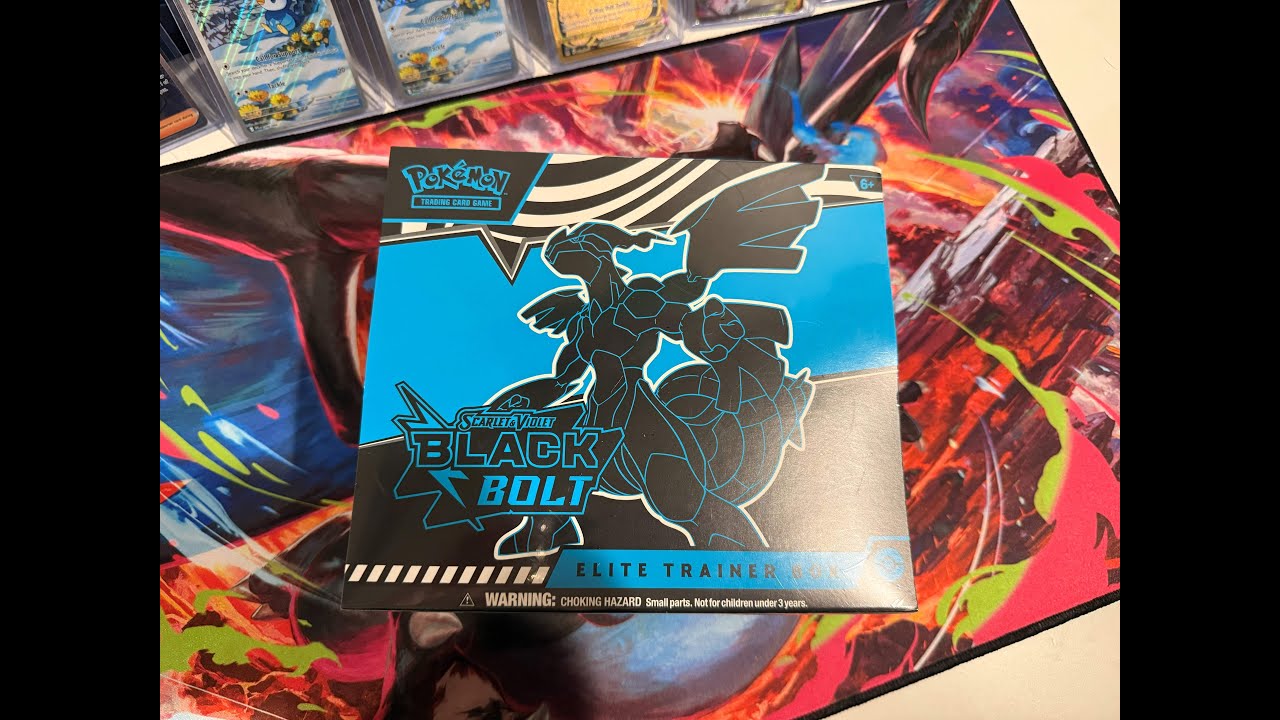 POKéMON
TRADING CARD GAME
6+
SCARLET & VIOLET
BLACK
BOLT
ELITE TRAINER BOX
WARNING: CHOKING HAZARD Small parts. Not for children under 3 years.